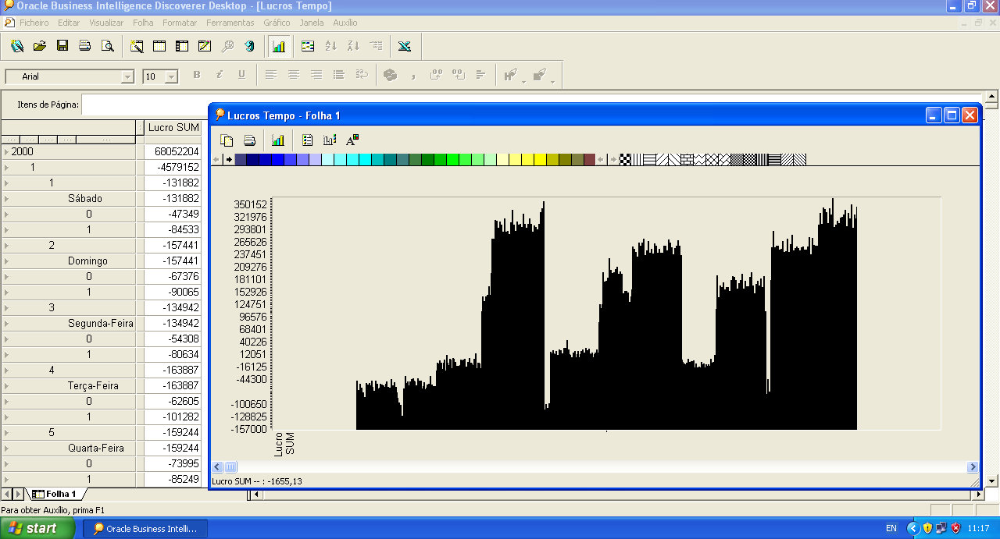 Oracle Business Intelligence Discoverer Desktop - [Lucros Tempo]
Ficheiro Editar Visualizar Folha Formatar Ferramentas Gráfico Janela Auxílio
Arial 10 B i U
Itens de Página:
Lucro SUM
2000 68052204
1 -4579152
1 -131882
Sábado -131882
0 -47349
1 -84533
2 -157441
Domingo -157441
0 -67376
1 -90065
3 -134942
Segunda-Feira -134942
0 -54308
1 -80634
4 -163887
Terça-Feira -163887
0 -62605
1 -101282
5 -159244
Quarta-Feira -159244
0 -73995
1 -85249
Folha 1
Lucros Tempo - Folha 1
350152
321976
293801
265626
237451
209276
181101
152926
124751
96576
68401
40226
12051
-16125
-44300
-100650
-128825
-157000
Lucro
SUM
Lucro SUM -- : -1655,13
Para obter Auxílio, prima F1
start Oracle Business Intelli... EN 11:17